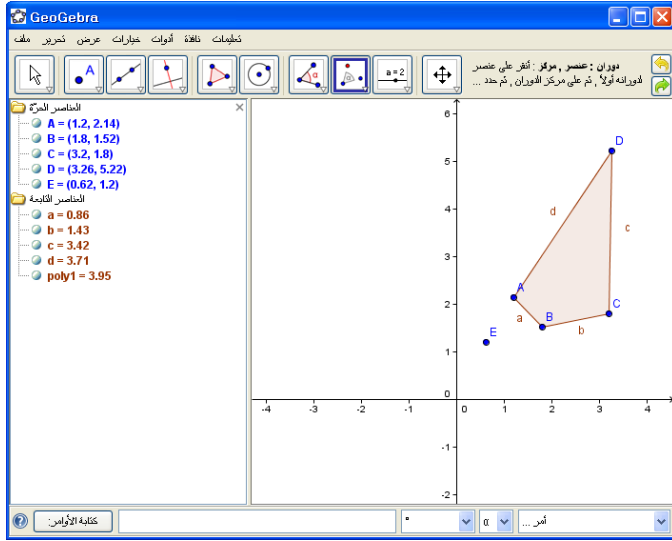 GeoGebra
ملف تحرير عرض خيارات أدوات نافذة تعليمات
A
α
a = 2
دوران : عنصر , مركز : أنقر على عنصر
لدورانه أولاً , ثم على مركز الدوران , ثم حدد ...
العناصر الحرّة
A = (1.2, 2.14)
B = (1.8, 1.52)
C = (3.2, 1.8)
D = (3.26, 5.22)
E = (0.62, 1.2)
العناصر التابعة
a = 0.86
b = 1.43
c = 3.42
d = 3.71
poly1 = 3.95
6
D
5
d
4
c
3
A
2
C
B
a
b
E
1
0
-4 -3 -2 -1 0 1 2 3 4
-1
-2
كتابة الأوامر:
°
α
أمر ...